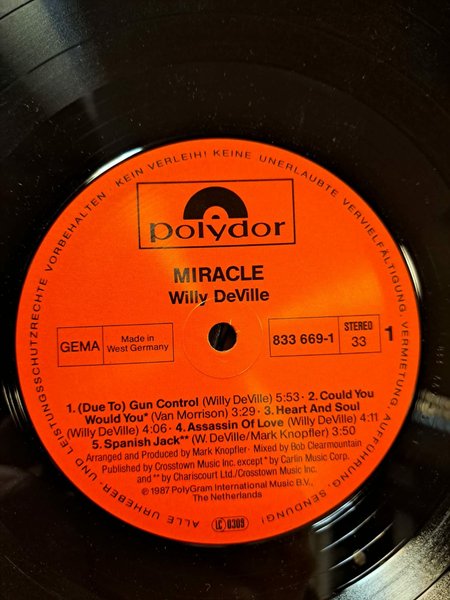 polydor
MIRACLE
Willy DeVille
GEMA
Made in
West Germany
833 669-1
STEREO
33
1
1. (Due To) Gun Control (Willy DeVille) 5:53 · 2. Could You
Would You* (Van Morrison) 3:29 · 3. Heart And Soul
(Willy DeVille) 4:06 · 4. Assassin Of Love (Willy DeVille) 4:11
5. Spanish Jack** (W. DeVille/Mark Knopfler) 3:50
Arranged and Produced by Mark Knopfler · Mixed by Bob Clearmountain
Published by Crosstown Music Inc. except * by Carlin Music Corp.
and ** by Chariscourt Ltd./Crosstown Music Inc.
℗ 1987 PolyGram International Music B.V.,
The Netherlands
LC 0309
ALLE URHEBER- UND LEISTUNGSSCHUTZRECHTE VORBEHALTEN · KEIN VERLEIH! KEINE UNERLAUBTE VERVIELFÄLTIGUNG, VERMIETUNG, AUFFÜHRUNG, SENDUNG!